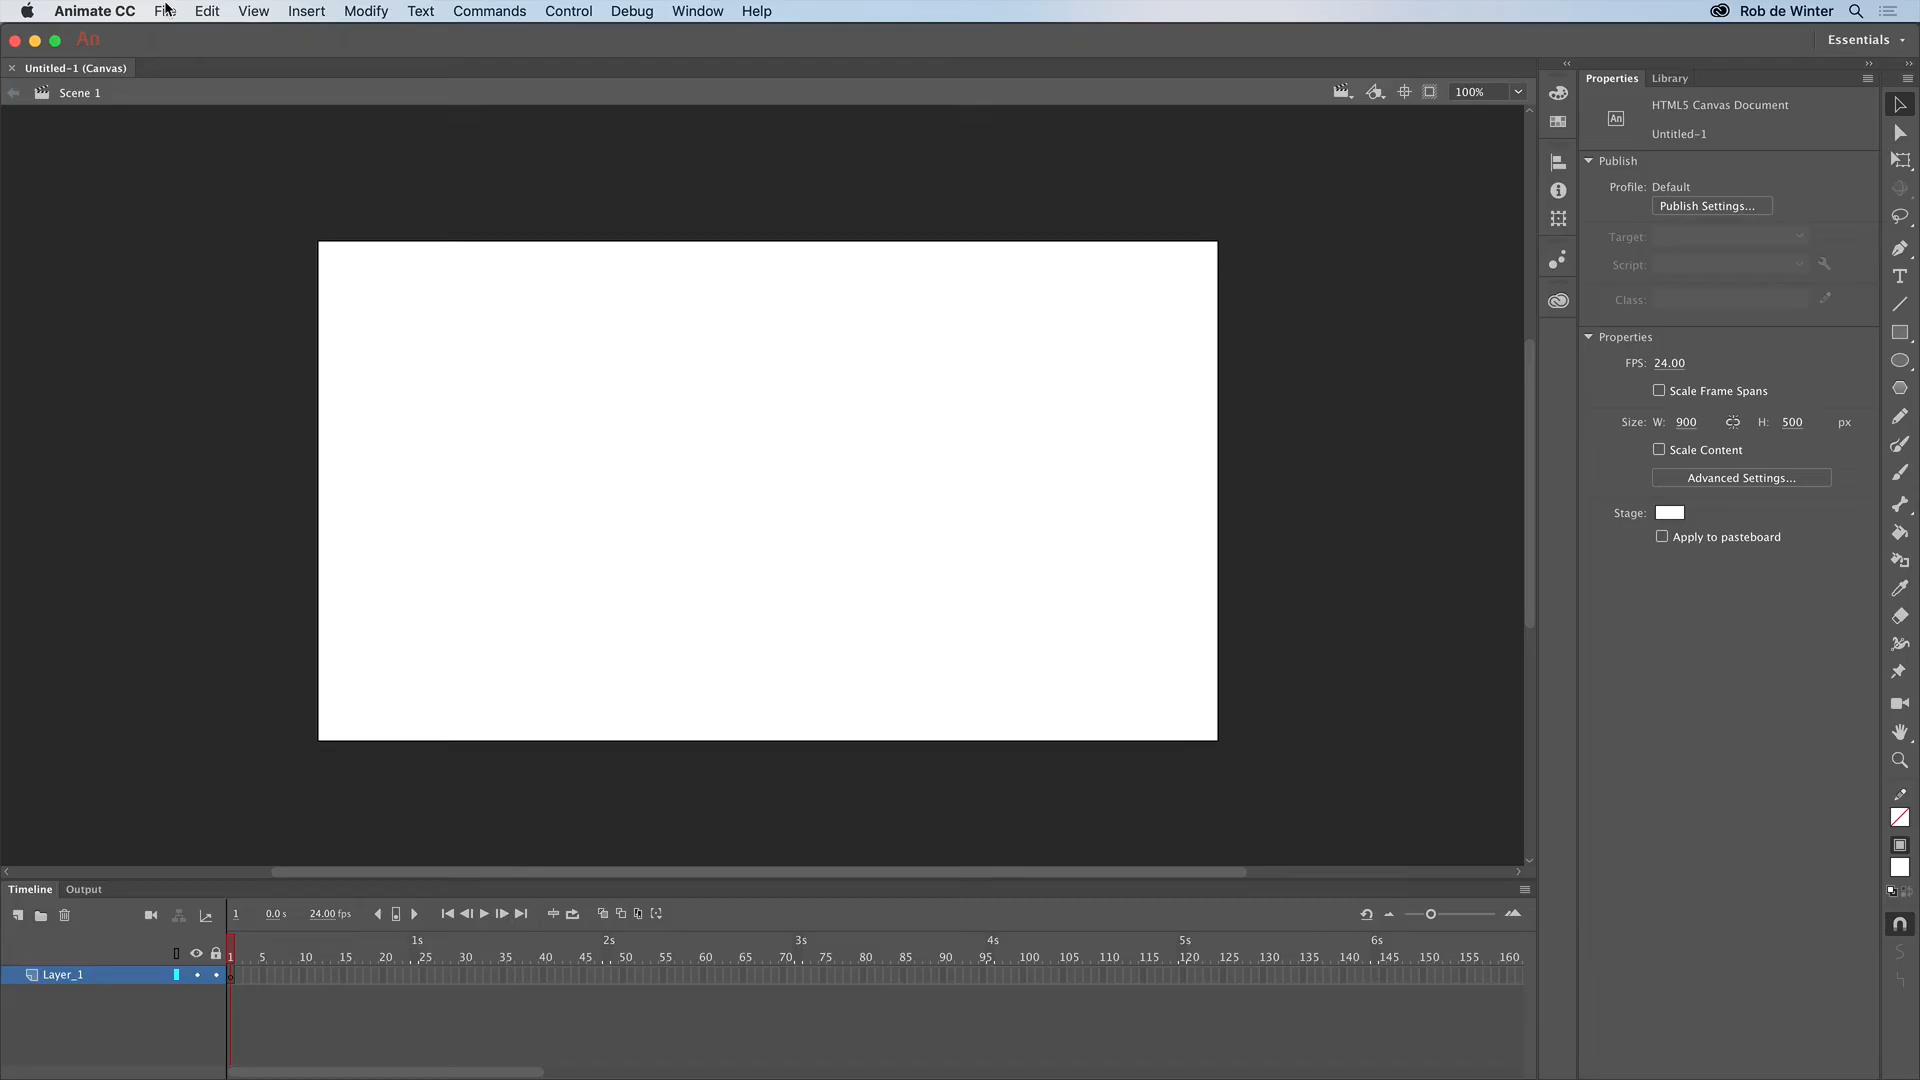 Animate CC File Edit View Insert Modify Text Commands Control Debug Window Help Rob de Winter
An Essentials
Untitled-1 (Canvas)
Scene 1 100%
Properties Library
HTML5 Canvas Document
An
Untitled-1
Publish
Profile: Default
Publish Settings...
Target:
Script:
Class:
Properties
FPS: 24.00
Scale Frame Spans
Size: W: 900 H: 500 px
Scale Content
Advanced Settings...
Stage:
Apply to pasteboard
Timeline Output
1 0.0 s 24.00 fps
1s 2s 3s 4s 5s 6s
1 5 10 15 20 25 30 35 40 45 50 55 60 65 70 75 80 85 90 95 100 105 110 115 120 125 130 135 140 145 150 155 160
Layer_1